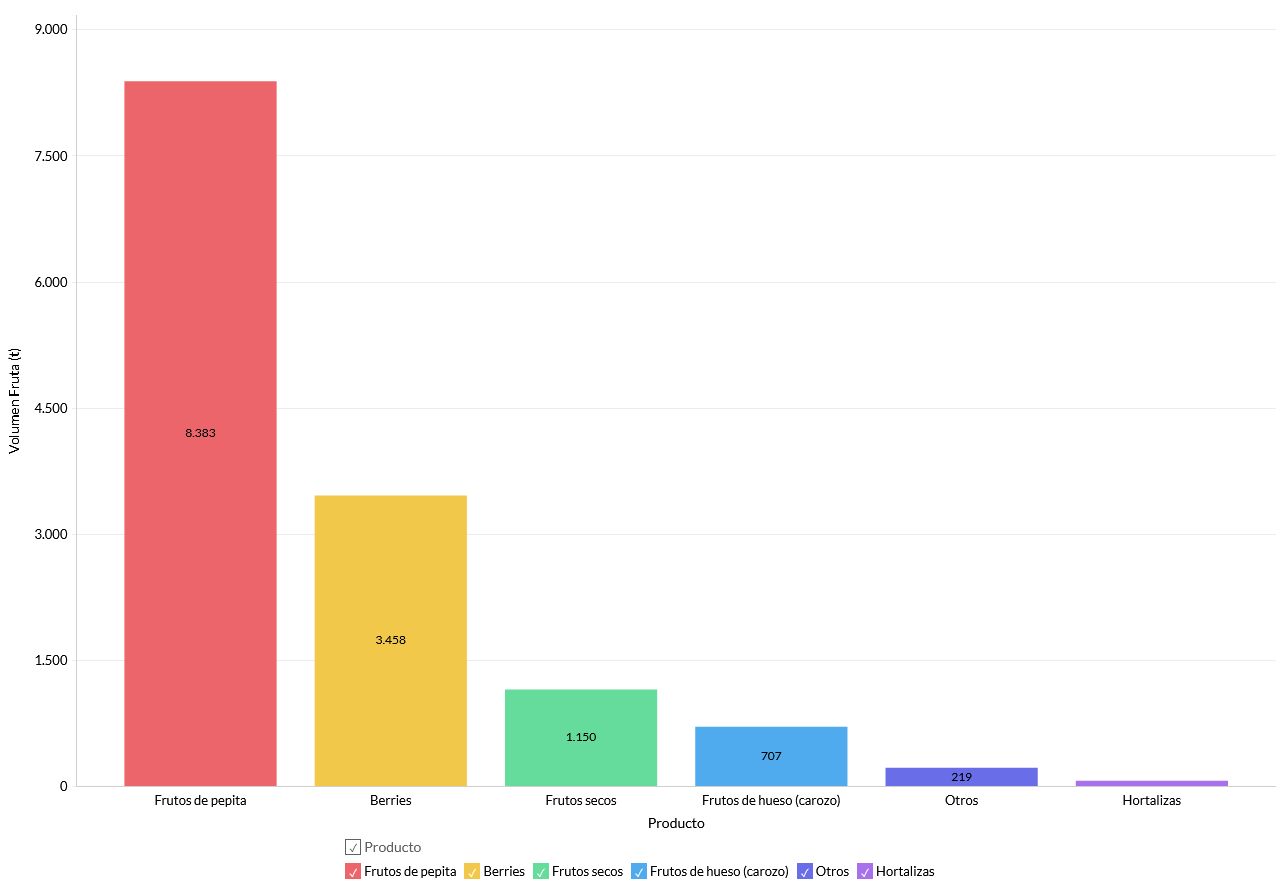 9.000
7.500
6.000
4.500
3.000
1.500
0
Volumen Fruta (t)
8.383
3.458
1.150
707
219
Frutos de pepita
Berries
Frutos secos
Frutos de hueso (carozo)
Otros
Hortalizas
Producto
Producto
Frutos de pepita Berries Frutos secos Frutos de hueso (carozo) Otros Hortalizas